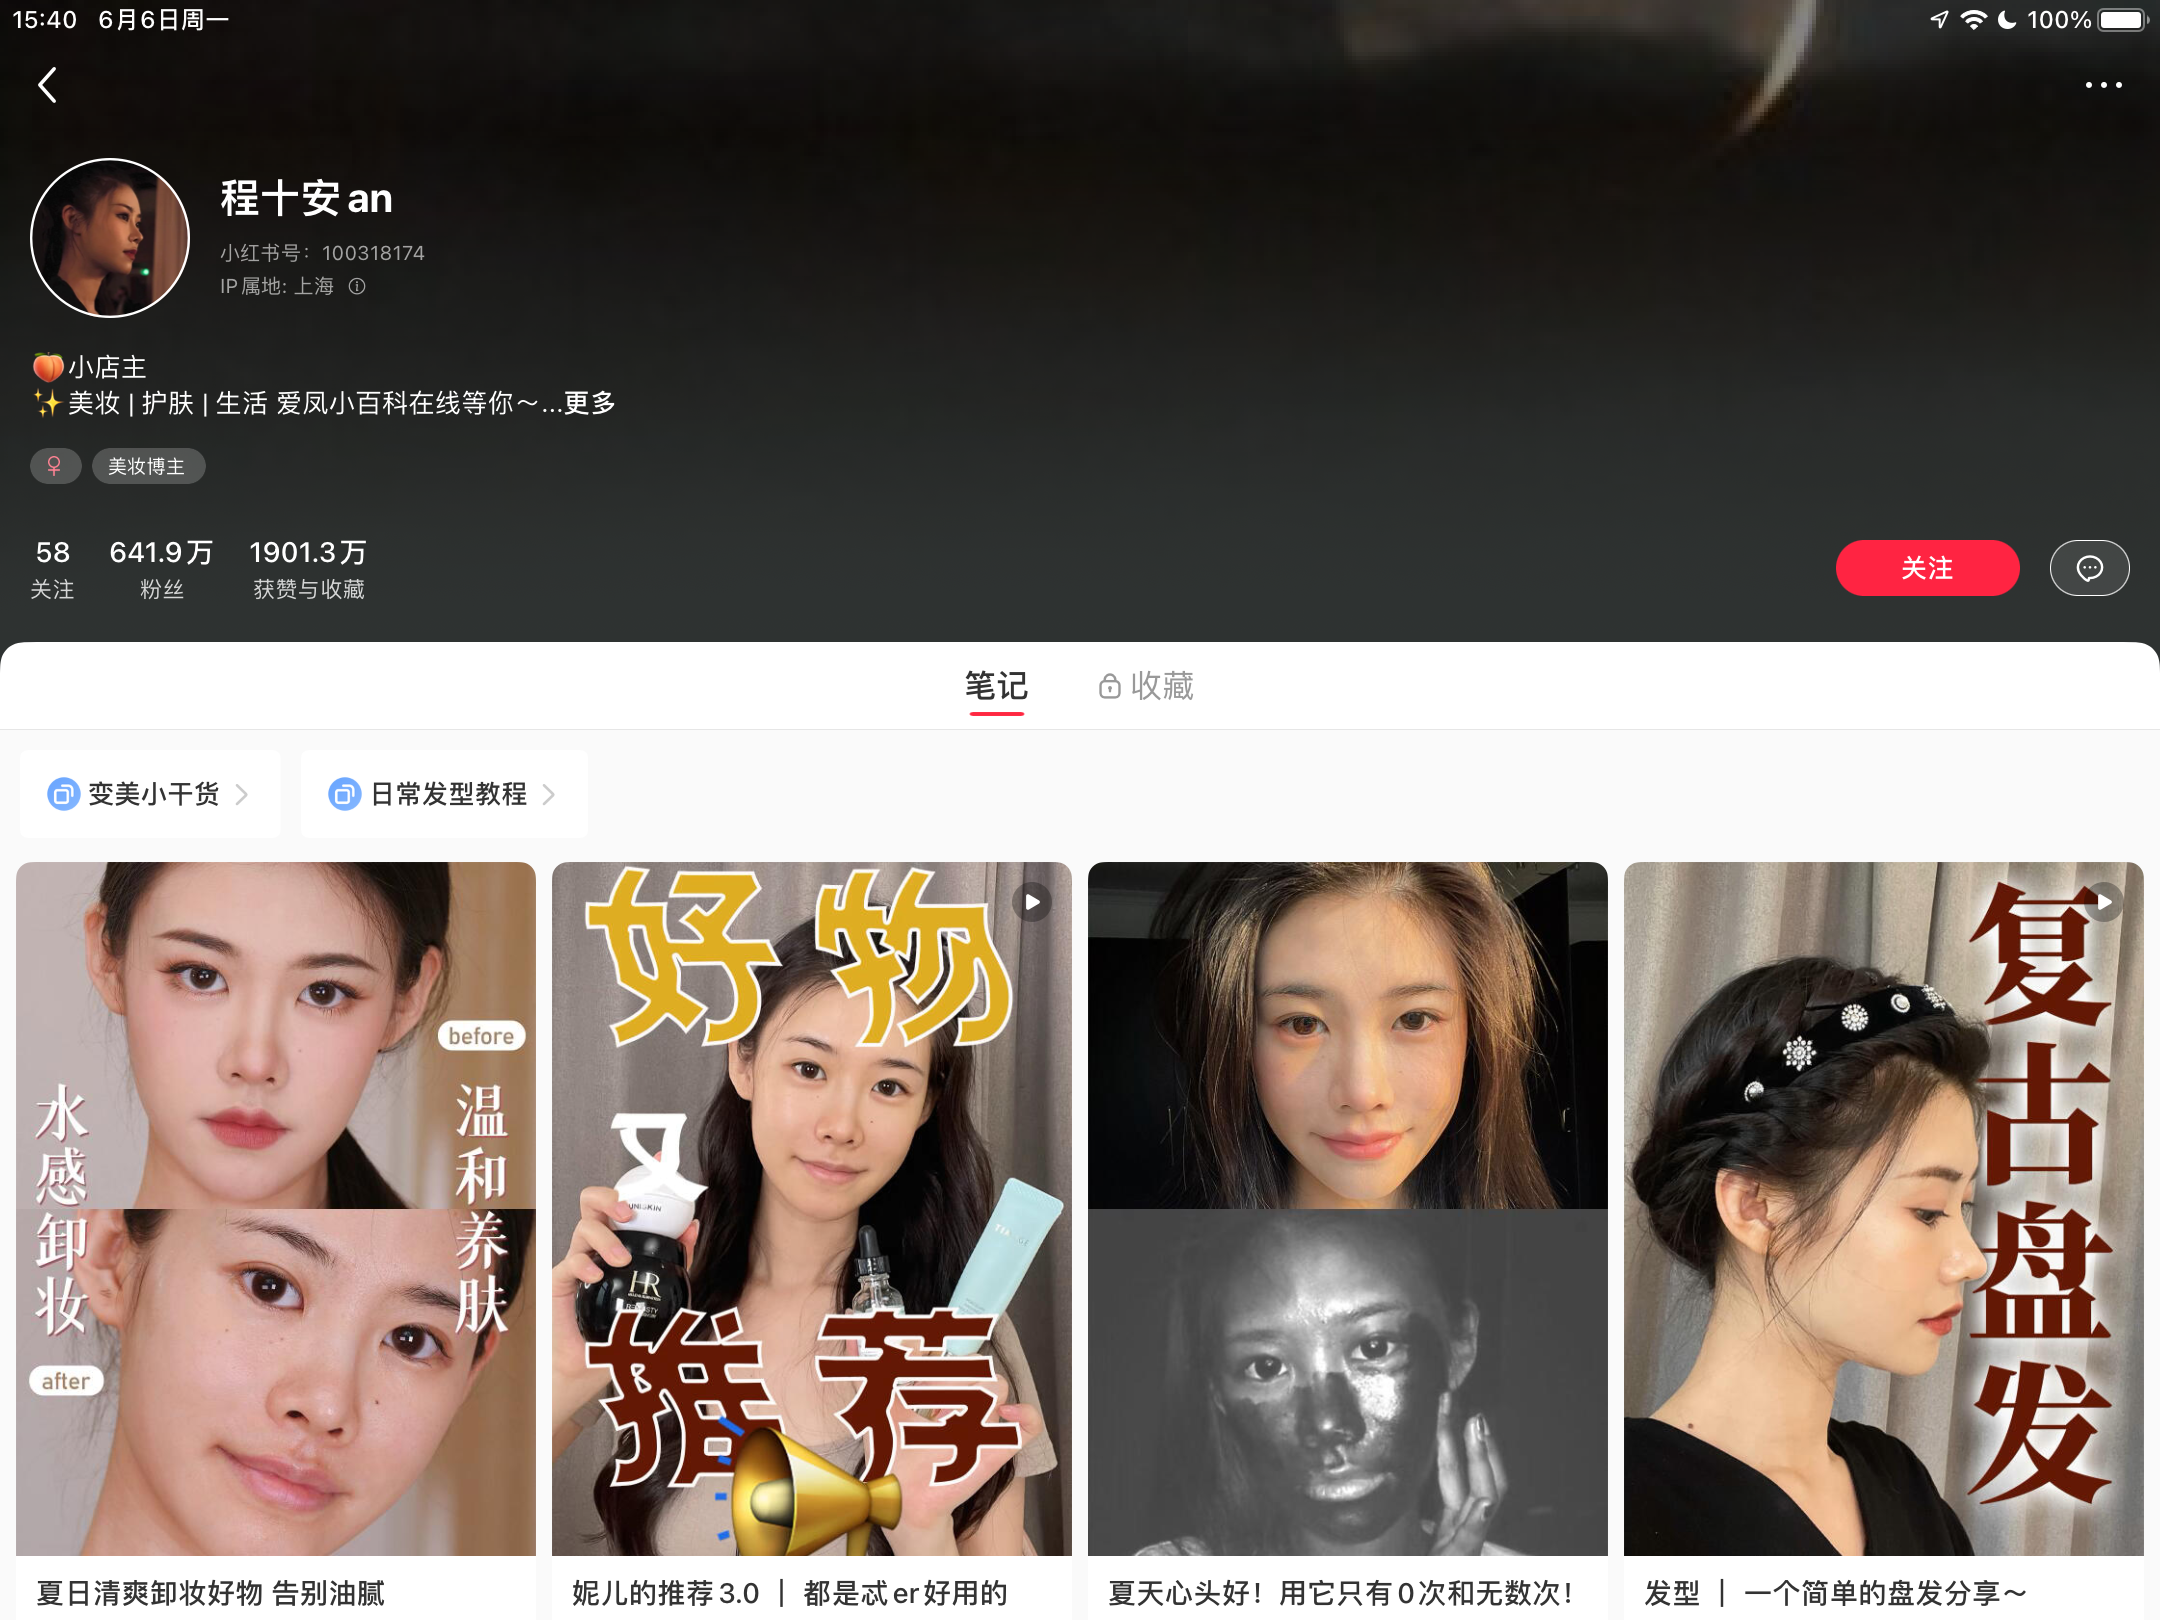 15:40 6月6日周一
100%
程十安an
小红书号：100318174
IP属地: 上海
🍑小店主
✨美妆 | 护肤 | 生活 爱凤小百科在线等你～...更多
♀ 美妆博主
58 641.9万 1901.3万
关注 粉丝 获赞与收藏
关注
笔记 收藏
变美小干货 日常发型教程
before
水感卸妆
温和养肤
after
好物
又
推荐
HR
复古盘发
夏日清爽卸妆好物 告别油腻
妮儿的推荐3.0 ｜ 都是忒er好用的
夏天心头好！用它只有0次和无数次！
发型 ｜ 一个简单的盘发分享～